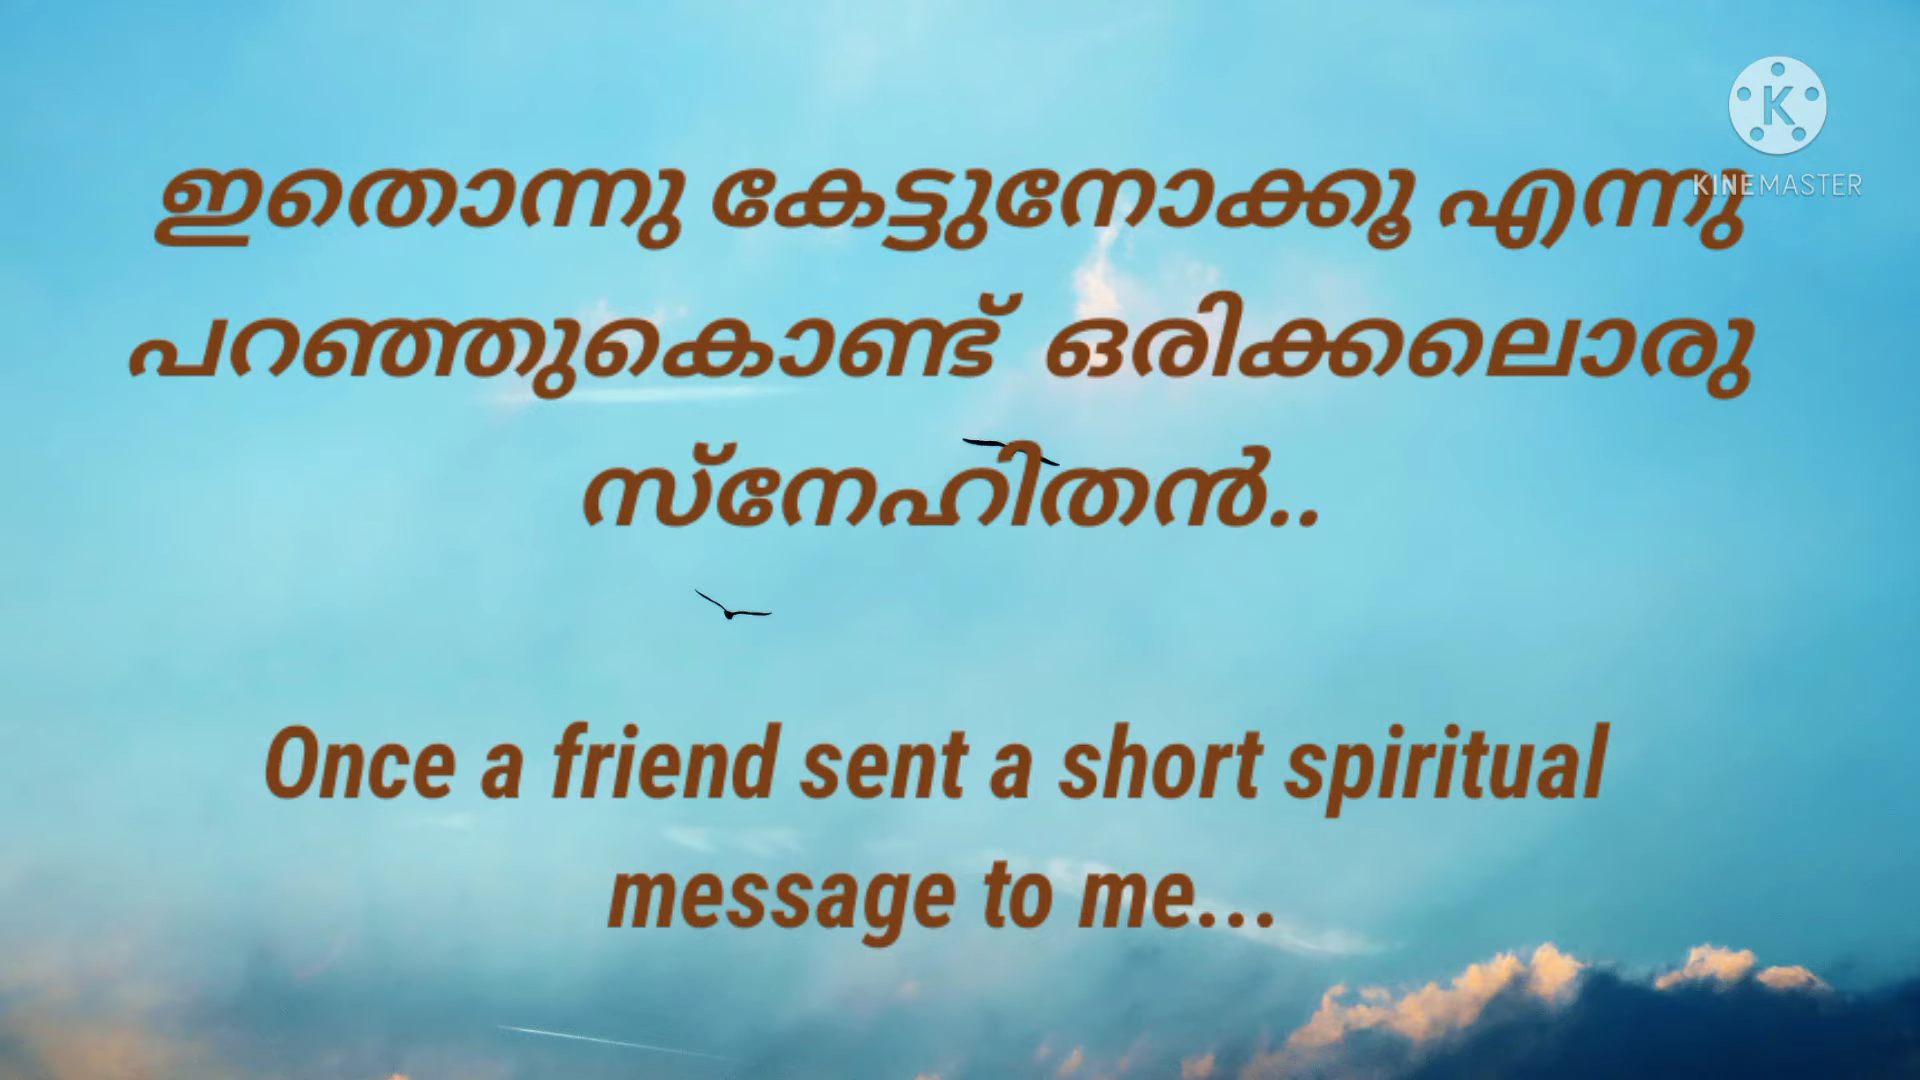 KINEMASTER
ഇതൊന്നു കേട്ടുനോക്കൂ എന്നു
പറഞ്ഞുകൊണ്ട് ഒരിക്കലൊരു
സ്നേഹിതൻ..
Once a friend sent a short spiritual
message to me...